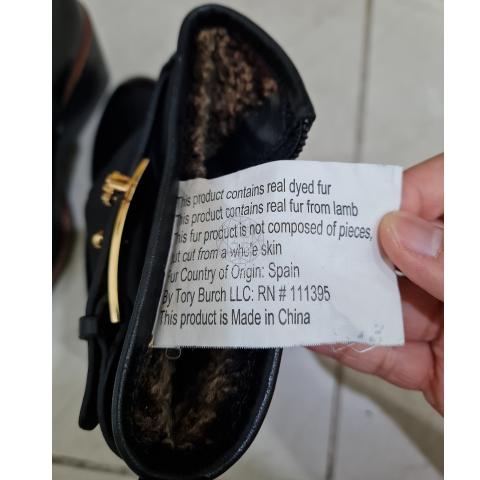 This product contains real dyed fur
This product contains real fur from lamb
This fur product is not composed of pieces,
but cut from a whole skin
Fur Country of Origin: Spain
By Tory Burch LLC: RN # 111395
This product is Made in China